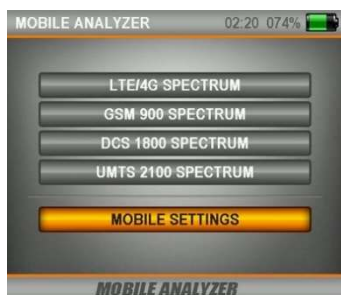 MOBILE ANALYZER 02:20 074%
LTE/4G SPECTRUM
GSM 900 SPECTRUM
DCS 1800 SPECTRUM
UMTS 2100 SPECTRUM
MOBILE SETTINGS
MOBILE ANALYZER